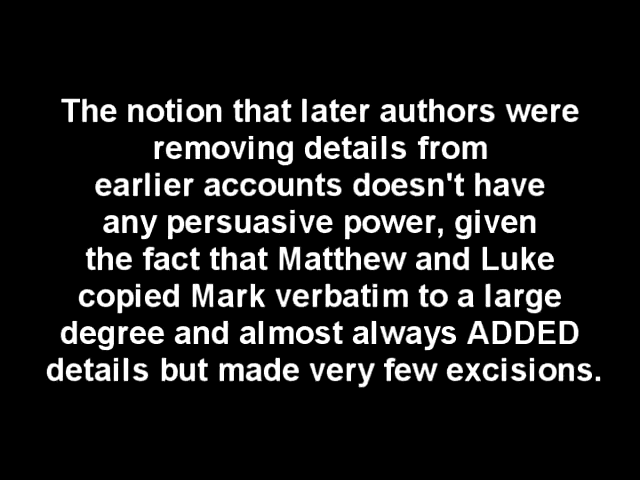 The notion that later authors were
removing details from
earlier accounts doesn't have
any persuasive power, given
the fact that Matthew and Luke
copied Mark verbatim to a large
degree and almost always ADDED
details but made very few excisions.